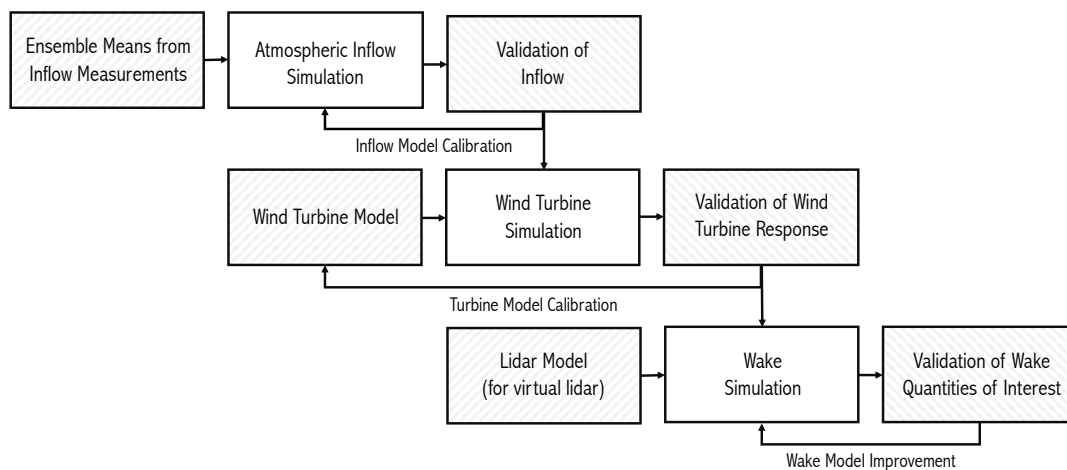 Ensemble Means from
Inflow Measurements
Atmospheric Inflow
Simulation
Validation of
Inflow
Inflow Model Calibration
Wind Turbine Model
Wind Turbine
Simulation
Validation of Wind
Turbine Response
Turbine Model Calibration
Lidar Model
(for virtual lidar)
Wake
Simulation
Validation of Wake
Quantities of Interest
Wake Model Improvement